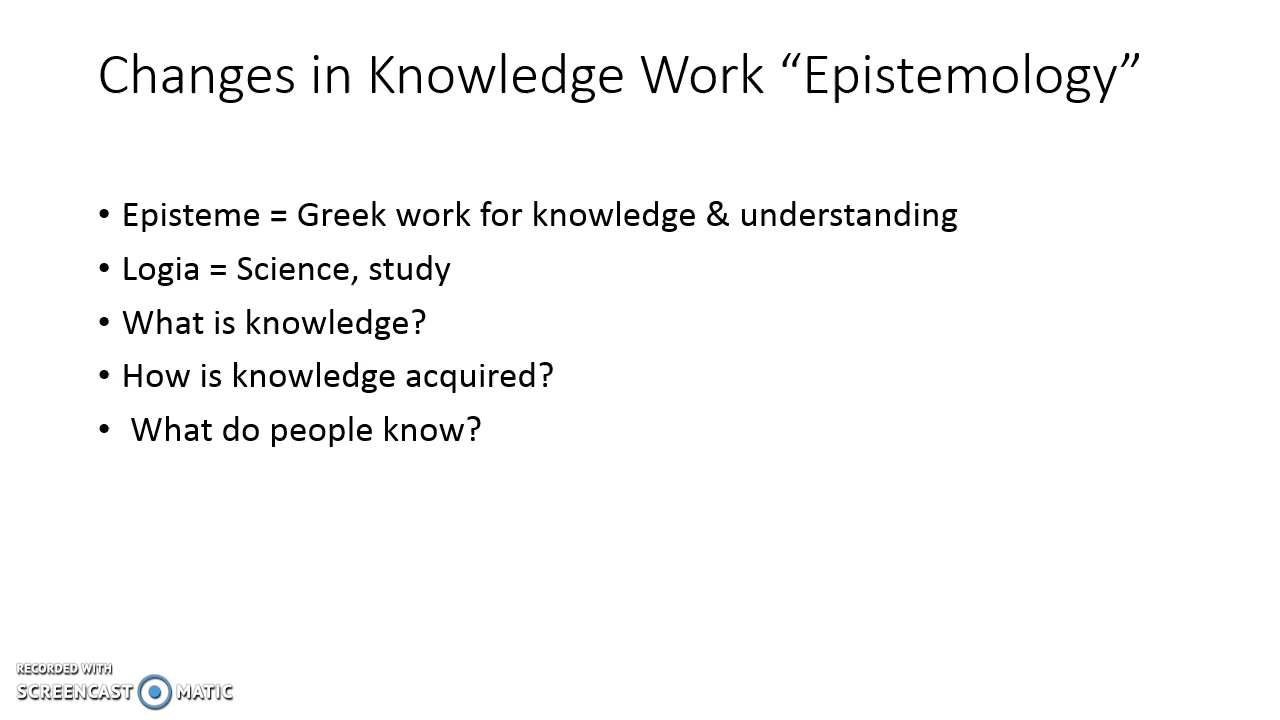 Changes in Knowledge Work “Epistemology”
• Episteme = Greek work for knowledge & understanding
• Logia = Science, study
• What is knowledge?
• How is knowledge acquired?
• What do people know?
RECORDED WITH
SCREENCAST MATIC